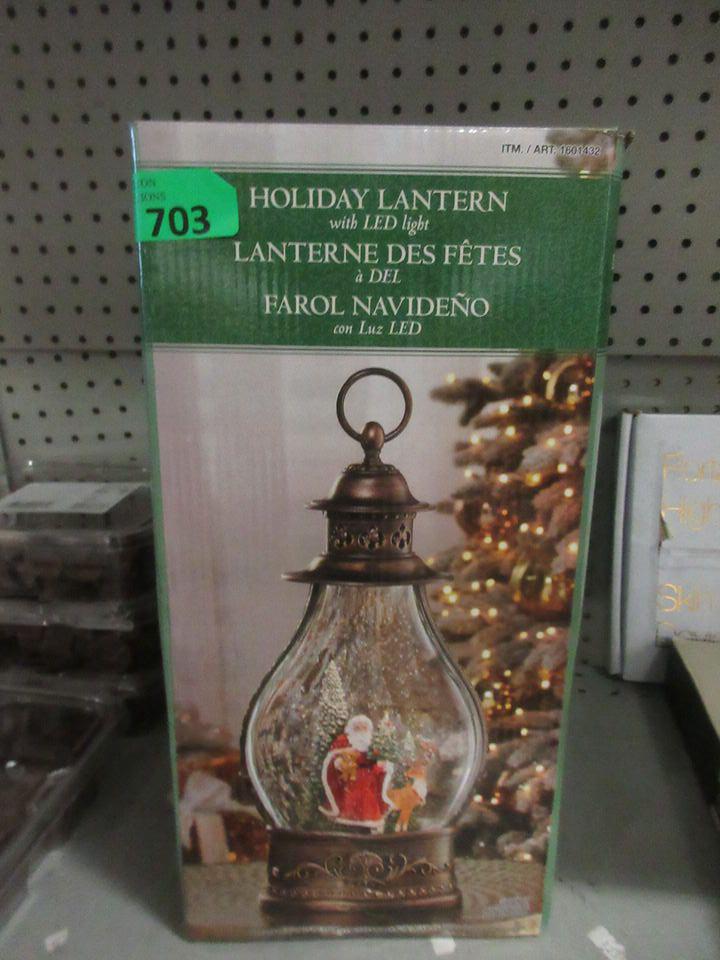 ITM. / ART. 1601432
703
HOLIDAY LANTERN
with LED light
LANTERNE DES FÊTES
à DEL
FAROL NAVIDEÑO
con Luz LED